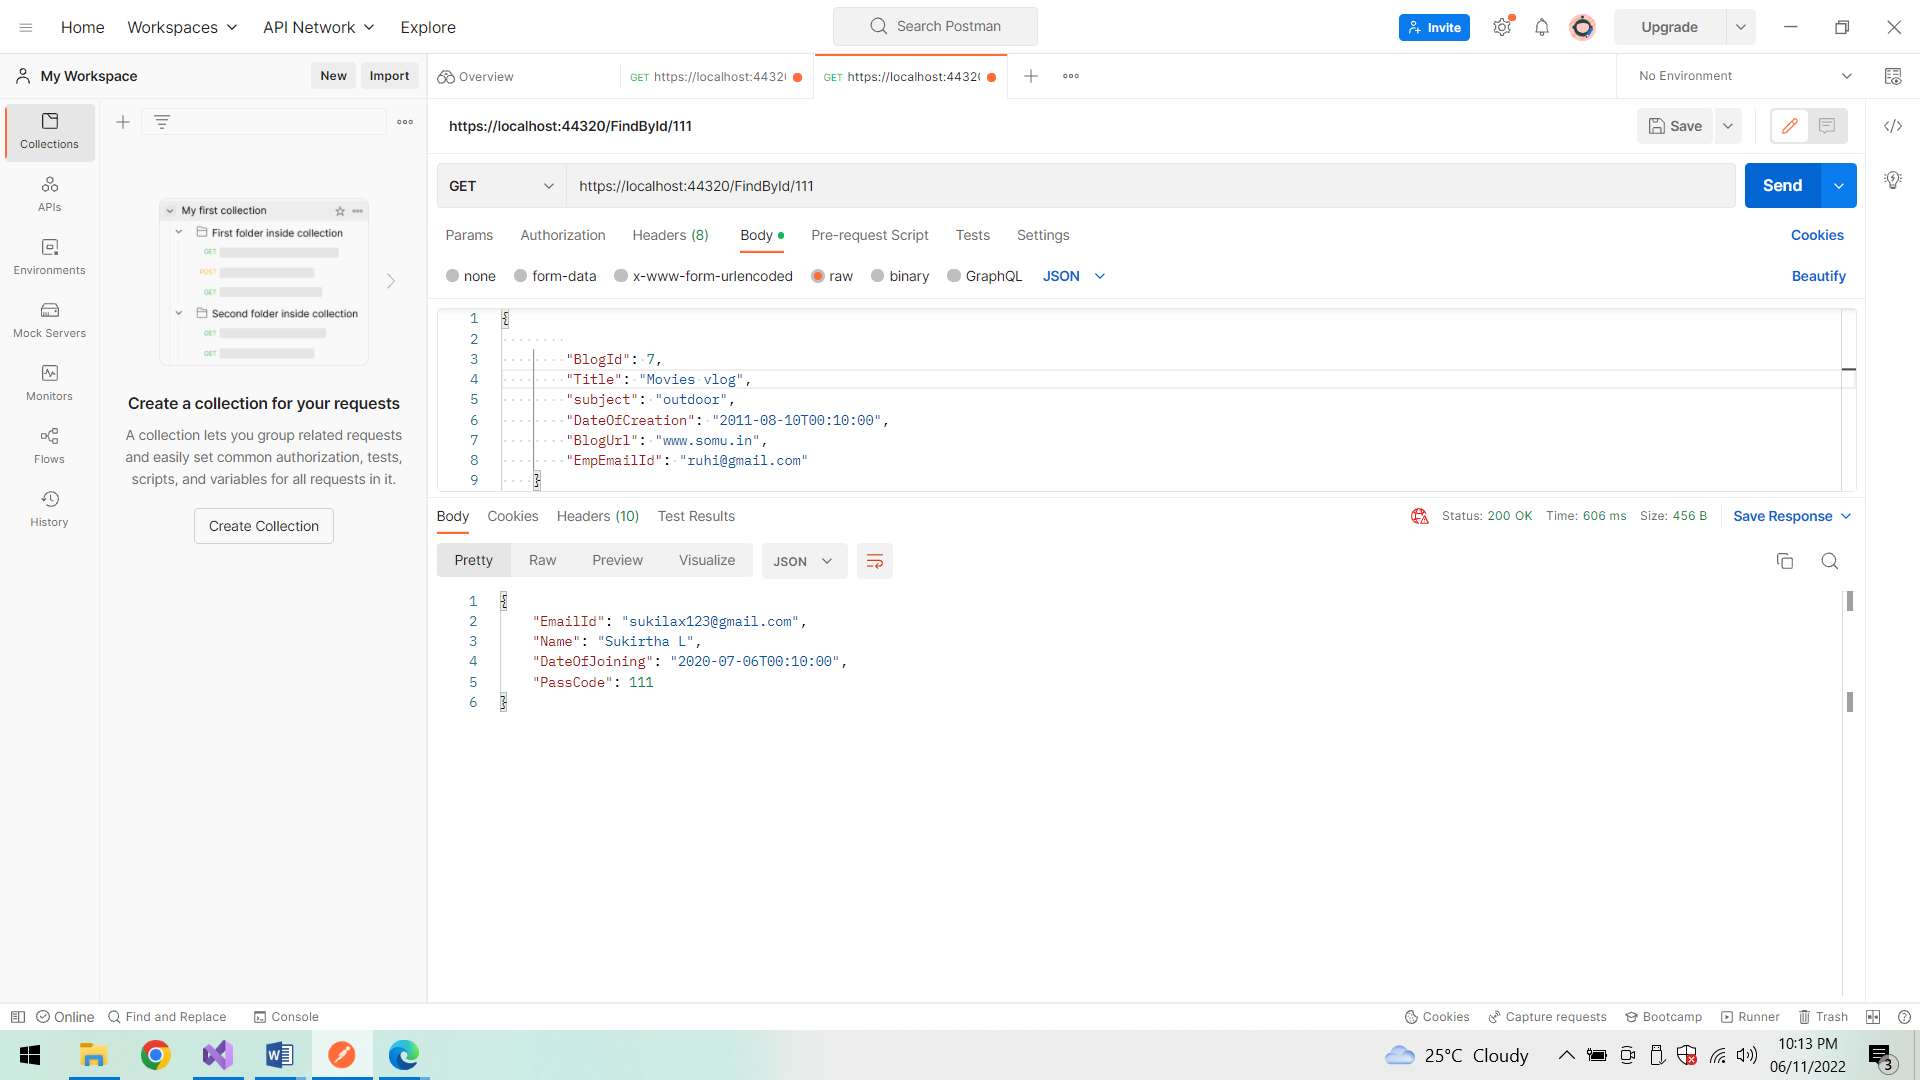 Home Workspaces API Network Explore Search Postman Invite Upgrade
My Workspace New Import Overview GET https://localhost:4432( GET https://localhost:4432( No Environment
Collections
APIs
Environments
Mock Servers
Monitors
Flows
History
My first collection
First folder inside collection
GET
POST
GET
Second folder inside collection
GET
GET
Create a collection for your requests
A collection lets you group related requests
and easily set common authorization, tests,
scripts, and variables for all requests in it.
Create Collection
https://localhost:44320/FindById/111 Save
GET https://localhost:44320/FindById/111 Send
Params Authorization Headers (8) Body Pre-request Script Tests Settings Cookies
none form-data x-www-form-urlencoded raw binary GraphQL JSON Beautify
1 {
2
3 "BlogId": 7,
4 "Title": "Movies vlog",
5 "subject": "outdoor",
6 "DateOfCreation": "2011-08-10T00:10:00",
7 "BlogUrl": "www.somu.in",
8 "EmpEmailId": "ruhi@gmail.com"
9 }
Body Cookies Headers (10) Test Results Status: 200 OK Time: 606 ms Size: 456 B Save Response
Pretty Raw Preview Visualize JSON
1 {
2 "EmailId": "sukilax123@gmail.com",
3 "Name": "Sukirtha L",
4 "DateOfJoining": "2020-07-06T00:10:00",
5 "PassCode": 111
6 }
Online Find and Replace Console Cookies Capture requests Bootcamp Runner Trash
25°C Cloudy 10:13 PM
06/11/2022 3